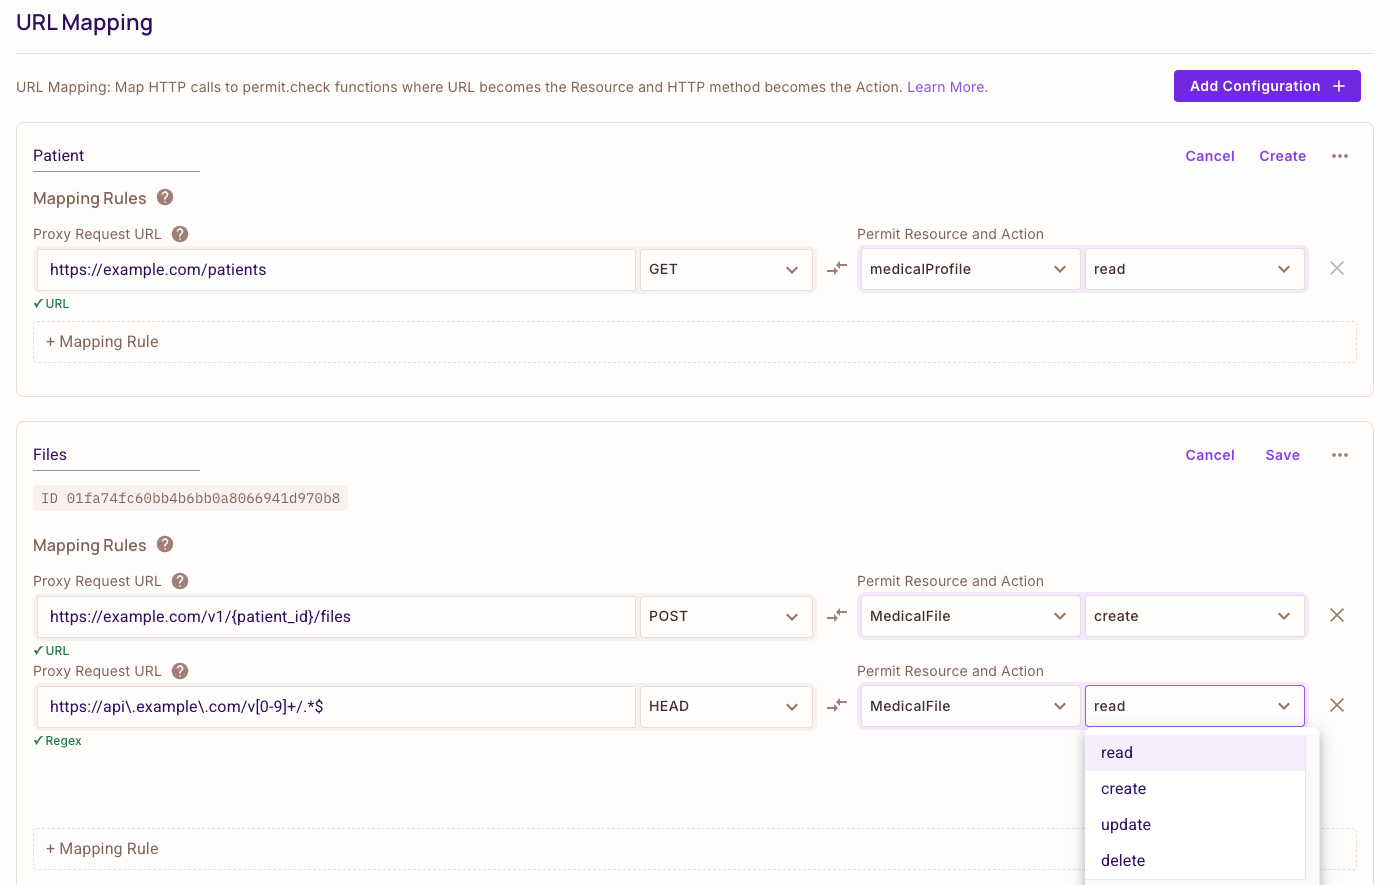 URL Mapping
URL Mapping: Map HTTP calls to permit.check functions where URL becomes the Resource and HTTP method becomes the Action. Learn More.
Add Configuration +
Patient
Cancel Create ...
Mapping Rules ?
Proxy Request URL ? Permit Resource and Action
https://example.com/patients GET medicalProfile read
✓ URL
+ Mapping Rule
Files
Cancel Save ...
ID 01fa74fc60bb4b6bb0a8066941d970b8
Mapping Rules ?
Proxy Request URL ? Permit Resource and Action
https://example.com/v1/{patient_id}/files POST MedicalFile create
✓ URL
Proxy Request URL ? Permit Resource and Action
https://api\.example\.com/v[0-9]+/.*$ HEAD MedicalFile read
✓ Regex
read
create
update
+ Mapping Rule
delete